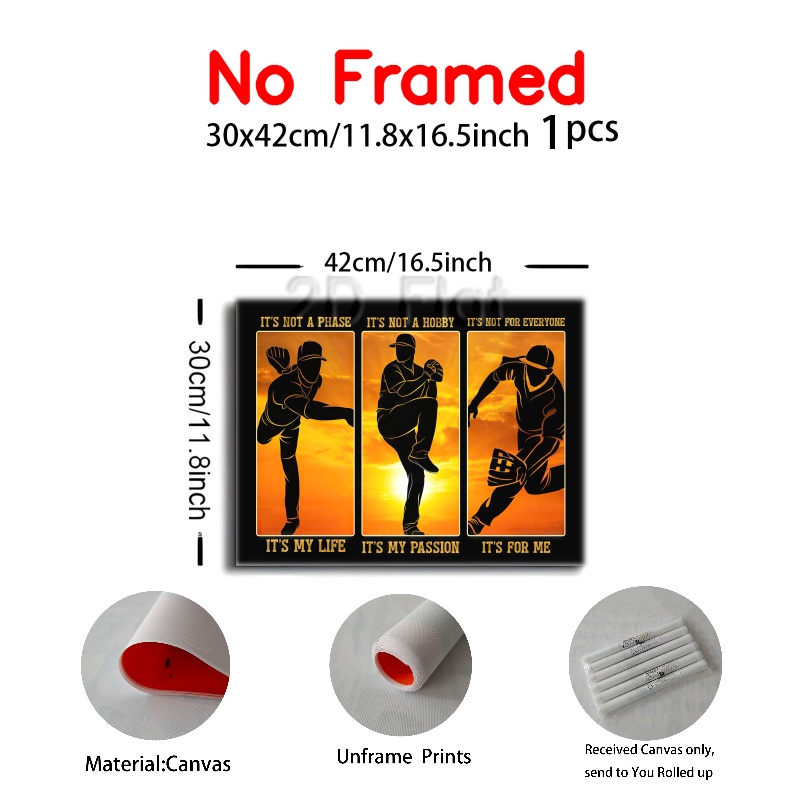 No Framed
30x42cm/11.8x16.5inch 1pcs
42cm/16.5inch
2D Flat
30cm/11.8inch
IT'S NOT A PHASE
IT'S NOT A HOBBY
IT'S NOT FOR EVERYONE
IT'S MY LIFE
IT'S MY PASSION
IT'S FOR ME
Material:Canvas
Unframe Prints
Received Canvas only,
send to You Rolled up